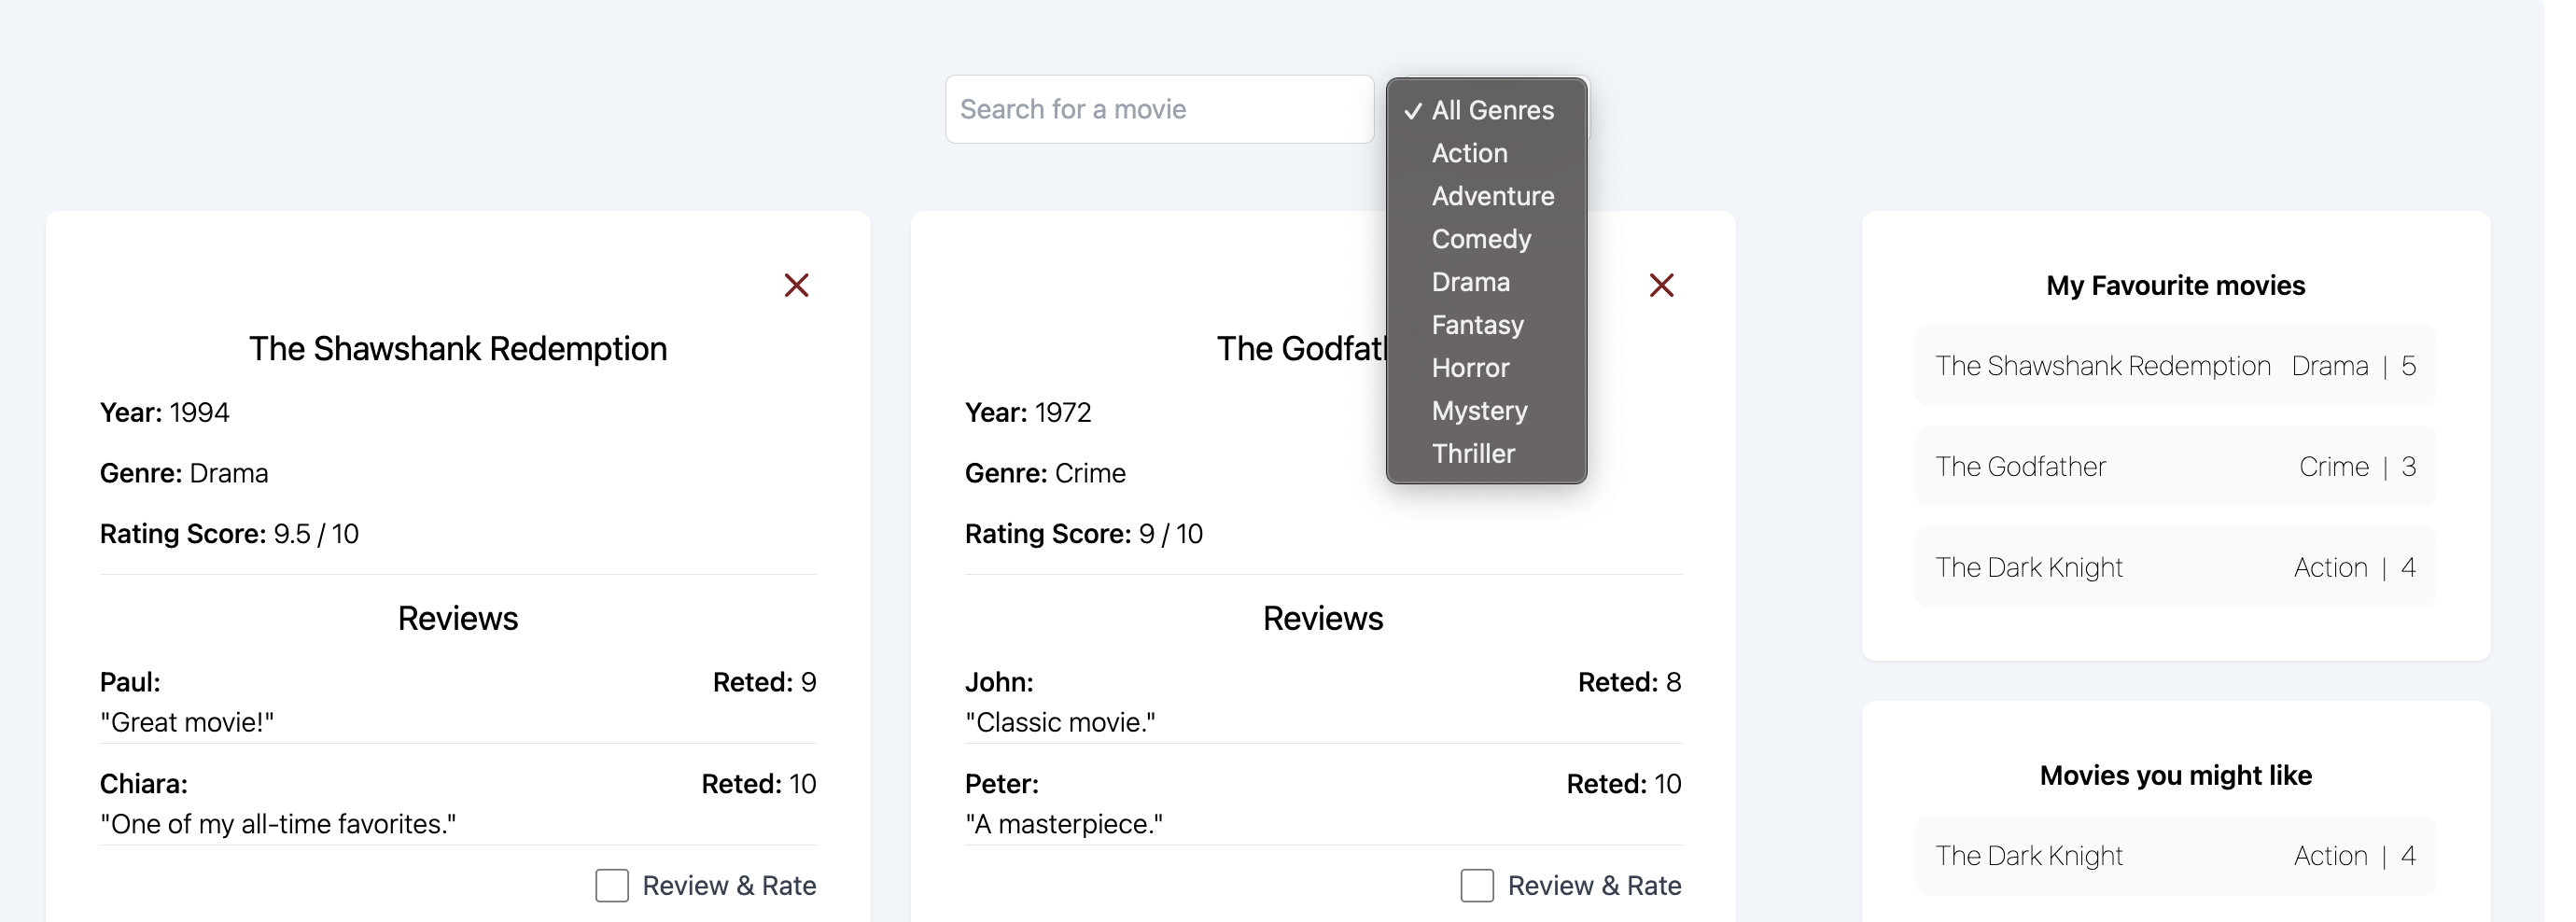 Search for a movie
✓ All Genres
Action
Adventure
Comedy
Drama
Fantasy
Horror
Mystery
Thriller
The Shawshank Redemption
Year: 1994
Genre: Drama
Rating Score: 9.5 / 10
Reviews
Paul: Reted: 9
"Great movie!"
Chiara: Reted: 10
"One of my all-time favorites."
Review & Rate
The Godfat
Year: 1972
Genre: Crime
Rating Score: 9 / 10
Reviews
John: Reted: 8
"Classic movie."
Peter: Reted: 10
"A masterpiece."
Review & Rate
My Favourite movies
The Shawshank Redemption Drama | 5
The Godfather Crime | 3
The Dark Knight Action | 4
Movies you might like
The Dark Knight Action | 4